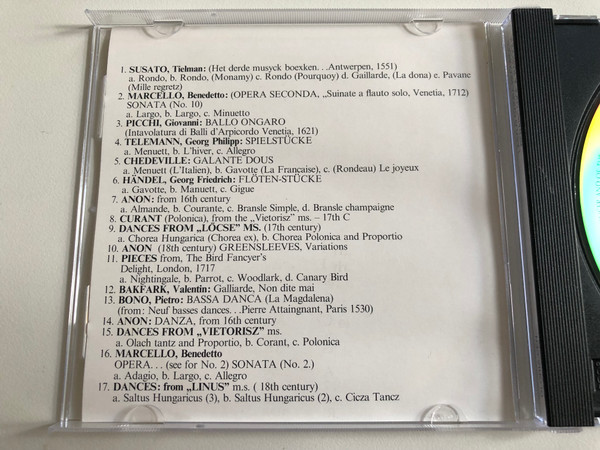 1. SUSATO, Tielman: (Het derde musyck boexken. . .Antwerpen, 1551)
a. Rondo, b. Rondo, (Monamy) c. Rondo (Pourquoy) d. Gaillarde, (La dona) e. Pavane
(Mille regretz)
2. MARCELLO, Benedetto: (OPERA SECONDA, „Suinate a flauto solo, Venetia, 1712)
SONATA (No. 10)
a. Largo, b. Largo, c. Minuetto
3. PICCHI, Giovanni: BALLO ONGARO
(Intavolatura di Balli d'Arpicordo Venetia, 1621)
4. TELEMANN, Georg Philipp: SPIELSTÜCKE
a. Menuett, b. L'hiver, c. Allegro
5. CHEDEVILLE: GALANTE DOUS
a. Menuett (L'Italien), b. Gavotte (La Française), c. (Rondeau) Le joyeux
6. HÄNDEL, Georg Friedrich: FLÖTEN-STÜCKE
a. Gavotte, b. Manuett, c. Gigue
7. ANON: from 16th century
a. Almande, b. Courante, c. Bransle Simple, d. Bransle champaigne
8. CURANT (Polonica), from the „Vietorisz" ms. – 17th C
9. DANCES FROM „LŐCSE" MS. (17th century)
a. Chorea Hungarica (Chorea ex), b. Chorea Polonica and Proportio
10. ANON (18th century) GREENSLEEVES, Variations
11. PIECES from, The Bird Fancyer's
Delight, London, 1717
a. Nightingale, b. Parrot, c. Woodlark, d. Canary Bird
12. BAKFARK, Valentin: Galliarde, Non dite mai
13. BONO, Pietro: BASSA DANCA (La Magdalena)
(from: Neuf basses dances. . .Pierre Attaingnant, Paris 1530)
14. ANON: DANZA, from 16th century
15. DANCES FROM „VIETORISZ" ms.
a. Olach tantz and Proportio, b. Corant, c. Polonica
16. MARCELLO, Benedetto
OPERA. . . (see for No. 2) SONATA (No. 2.)
a. Adagio, b. Largo, c. Allegro
17. DANCES: from „LINUS" m.s. ( 18th century)
a. Saltus Hungaricus (3), b. Saltus Hungaricus (2), c. Cicza Tancz